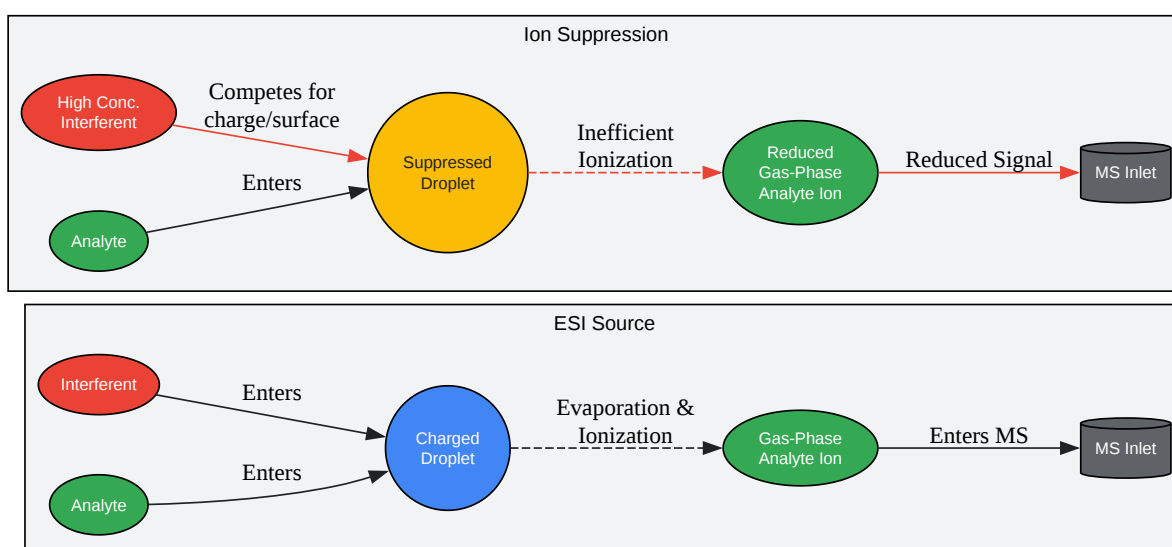 Ion Suppression
High Conc.
Interferent
Competes for
charge/surface
Analyte
Enters
Suppressed
Droplet
Inefficient
Ionization
Reduced
Gas-Phase
Analyte Ion
Reduced Signal
MS Inlet
ESI Source
Interferent
Enters
Analyte
Enters
Charged
Droplet
Evaporation &
Ionization
Gas-Phase
Analyte Ion
Enters MS
MS Inlet